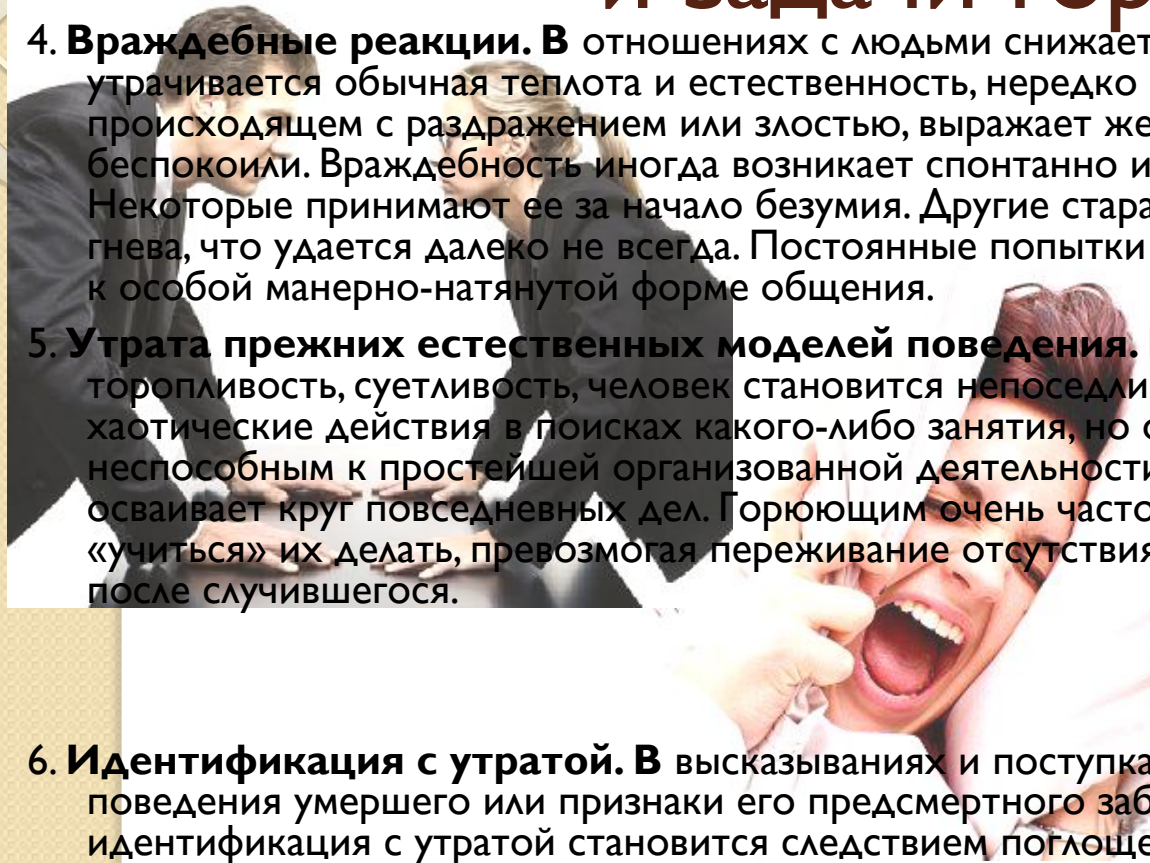 и задачи гор
4. Враждебные реакции. В отношениях с людьми снижает
утрачивается обычная теплота и естественность, нередко
происходящем с раздражением или злостью, выражает же
беспокоили. Враждебность иногда возникает спонтанно и
Некоторые принимают ее за начало безумия. Другие стара
гнева, что удается далеко не всегда. Постоянные попытки
к особой манерно-натянутой форме общения.
5. Утрата прежних естественных моделей поведения.
торопливость, суетливость, человек становится непоседли
хаотические действия в поисках какого-либо занятия, но о
неспособным к простейшей организованной деятельности
осваивает круг повседневных дел. Горюющим очень часто
«учиться» их делать, превозмогая переживание отсутствия
после случившегося.
6. Идентификация с утратой. В высказываниях и поступка
поведения умершего или признаки его предсмертного заб
идентификация с утратой становится следствием поглоще